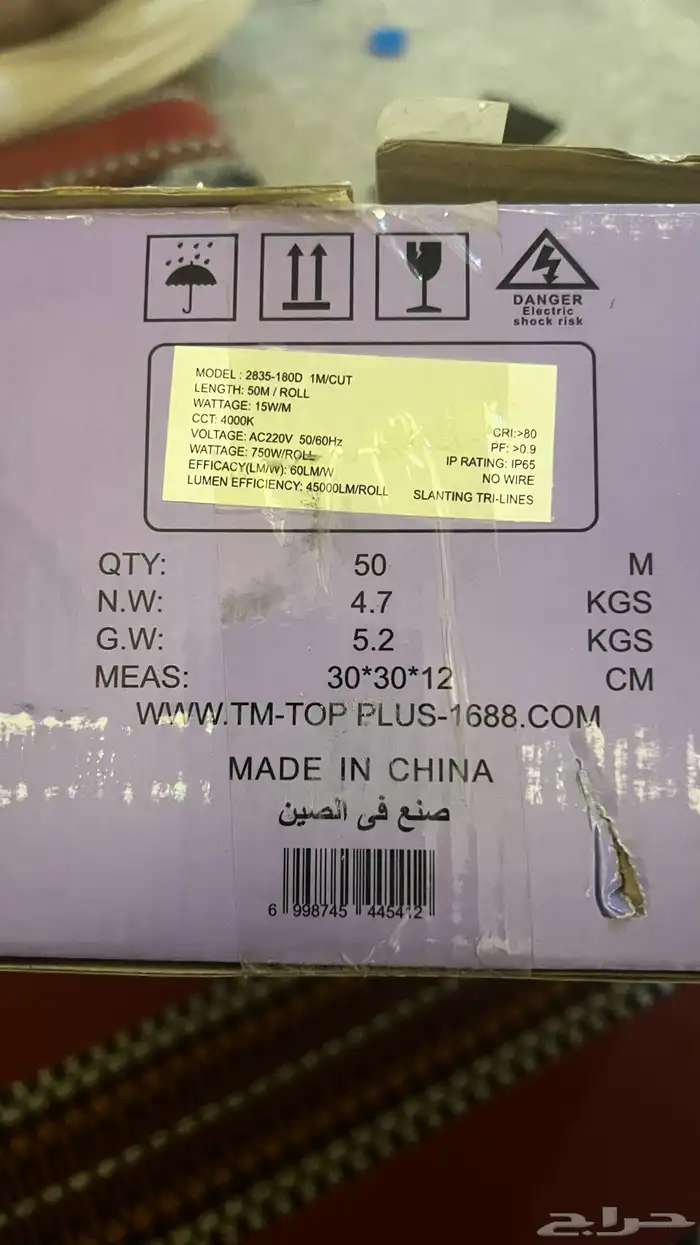 DANGER
Electric
shock risk
MODEL : 2835-180D 1M/CUT
LENGTH: 50M / ROLL
WATTAGE: 15W/M
CCT: 4000K
VOLTAGE: AC220V 50/60Hz
WATTAGE: 750W/ROLL
EFFICACY(LM/W): 60LM/W
LUMEN EFFICIENCY: 45000LM/ROLL
CRI:>80
PF: >0.9
IP RATING: IP65
NO WIRE
SLANTING TRI-LINES
QTY: 50 M
N.W: 4.7 KGS
G.W: 5.2 KGS
MEAS: 30*30*12 CM
WWW.TM-TOP PLUS-1688.COM
MADE IN CHINA
صنع فى الصين
6 998745 445412
حراج